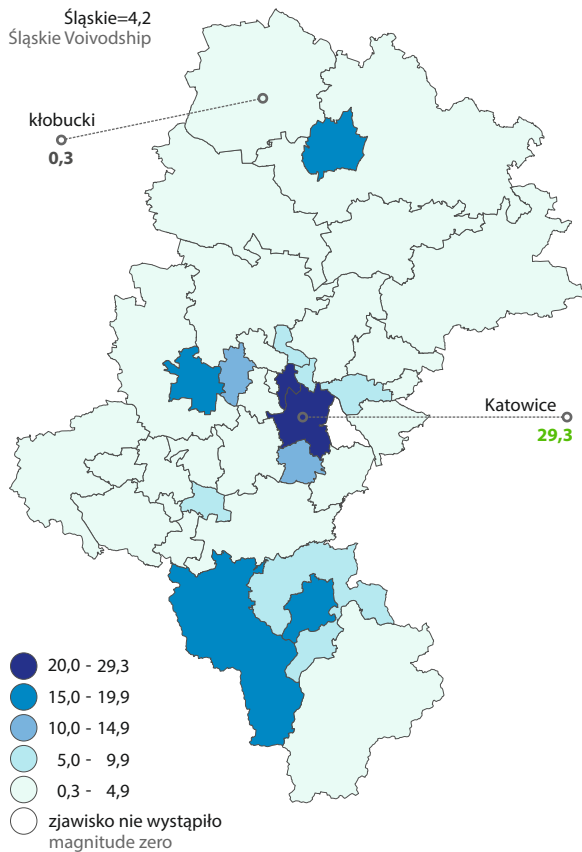 Śląskie=4,2
Śląskie Voivodship
kłobucki
0,3
Katowice
29,3
20,0 - 29,3
15,0 - 19,9
10,0 - 14,9
5,0 - 9,9
0,3 - 4,9
zjawisko nie wystąpiło
magnitude zero